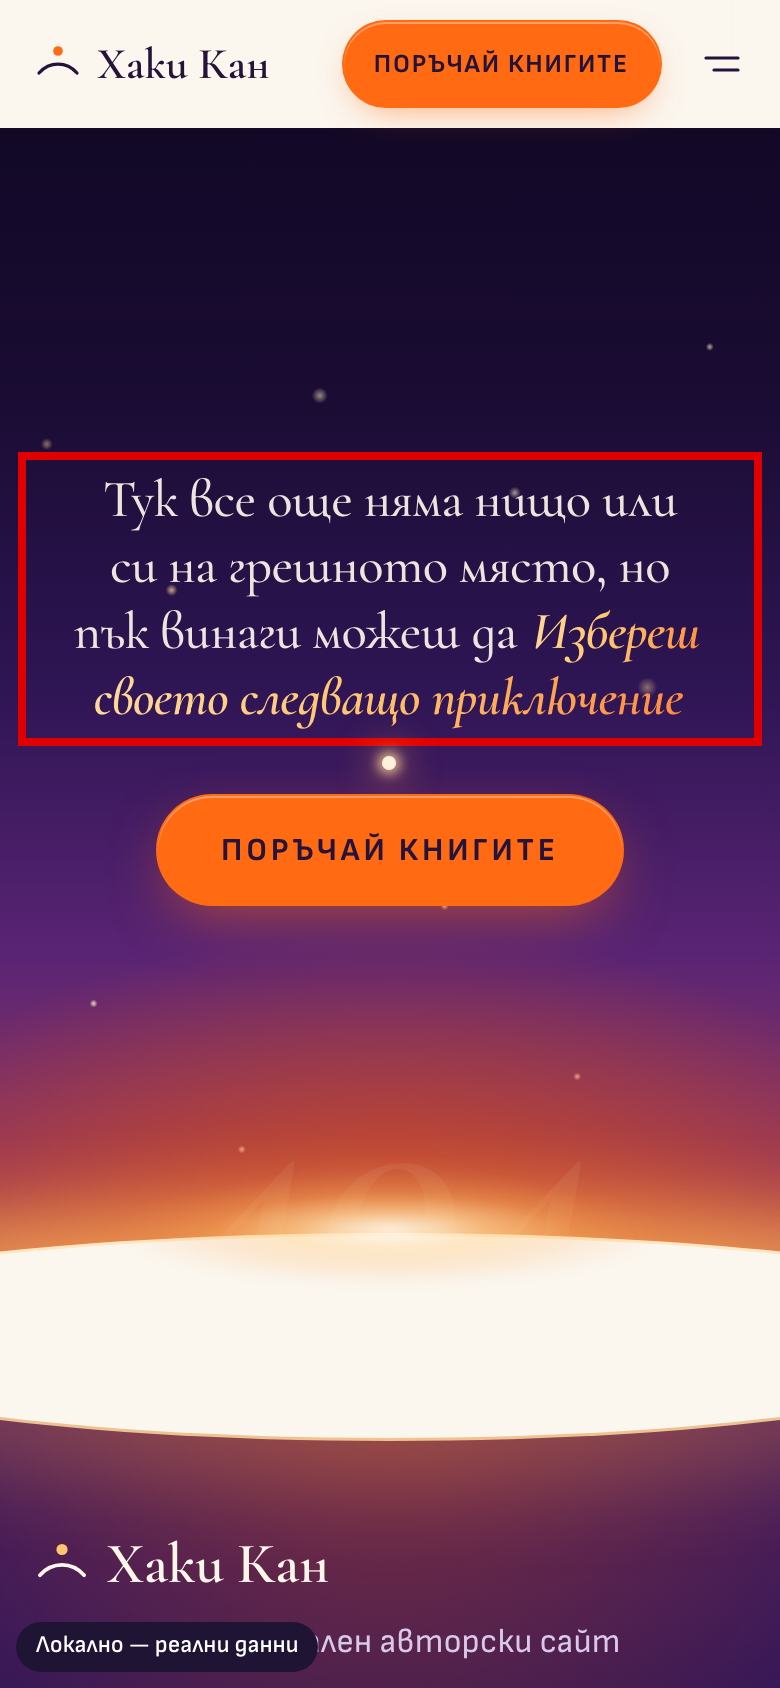 Хаки Кан
ПОРЪЧАЙ КНИГИТЕ
Тук все още няма нищо или
си на грешното място, но
пък винаги можеш да Избереш
своето следващо приключение
ПОРЪЧАЙ КНИГИТЕ
404
Хаки Кан
Локално — реални данни
авторски сайт